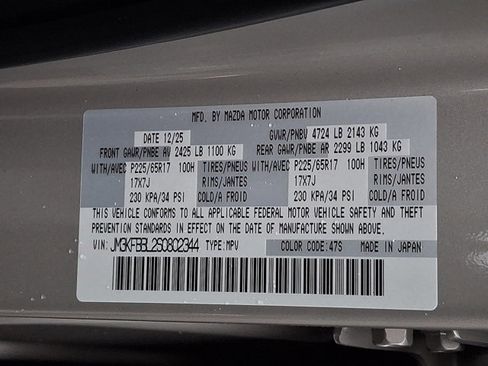 MFD. BY MAZDA MOTOR CORPORATION
DATE 12/25 GVWR/PNBV 4724 LB 2143 KG
FRONT GAWR/PNBE AV 2425 LB 1100 KG REAR GAWR/PNBE AR 2299 LB 1043 KG
WITH/AVEC P225/65R17 100H TIRES/PNEUS WITH/AVEC P225/65R17 100H TIRES/PNEUS
17X7J RIMS/JANTES 17X7J RIMS/JANTES
230 KPA/34 PSI COLD/A FROID 230 KPA/34 PSI COLD/A FROID
THIS VEHICLE CONFORMS TO ALL APPLICABLE FEDERAL MOTOR VEHICLE SAFETY AND THEFT
PREVENTION STANDARDS IN EFFECT ON THE DATE OF MANUFACTURE SHOWN ABOVE.
VIN: TYPE: MPV COLOR CODE: 47S MADE IN JAPAN